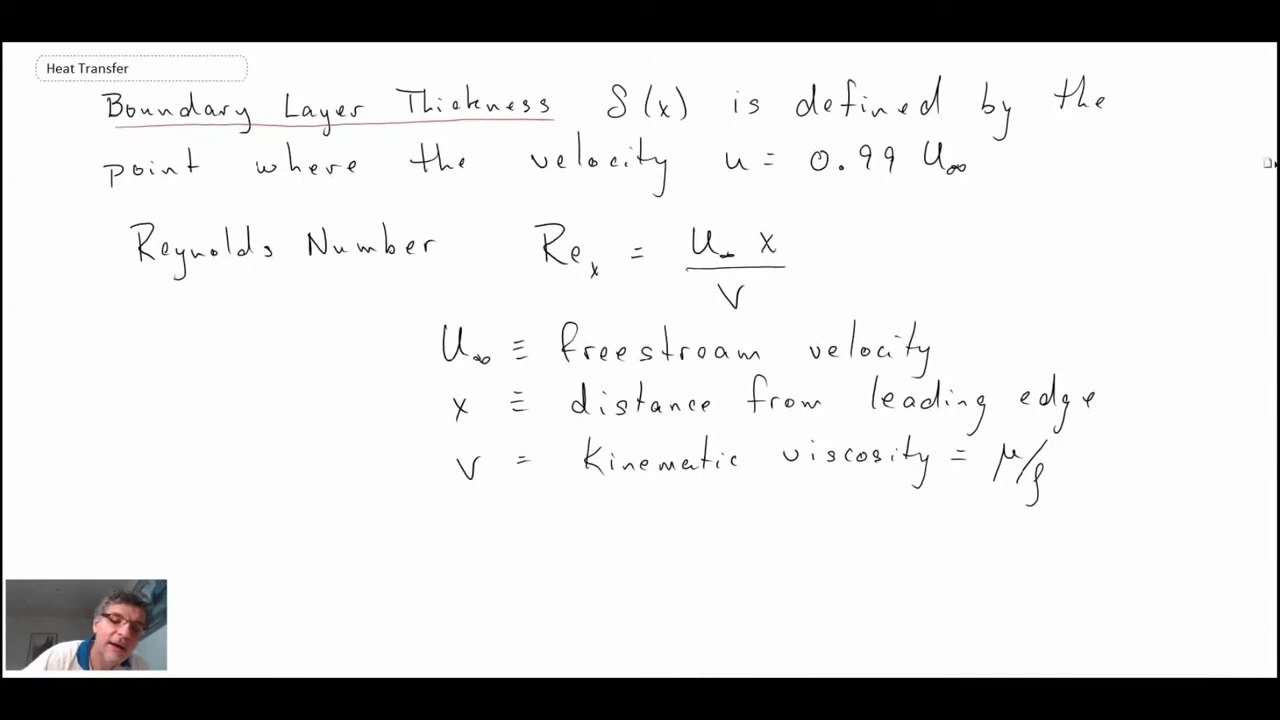 Heat Transfer
Boundary Layer Thickness δ(x) is defined by the
point where the velocity u = 0.99 U∞
Reynolds Number Reₓ = U∞ x / ν
U∞ ≡ freestream velocity
x ≡ distance from leading edge
ν = kinematic viscosity = μ/ρ